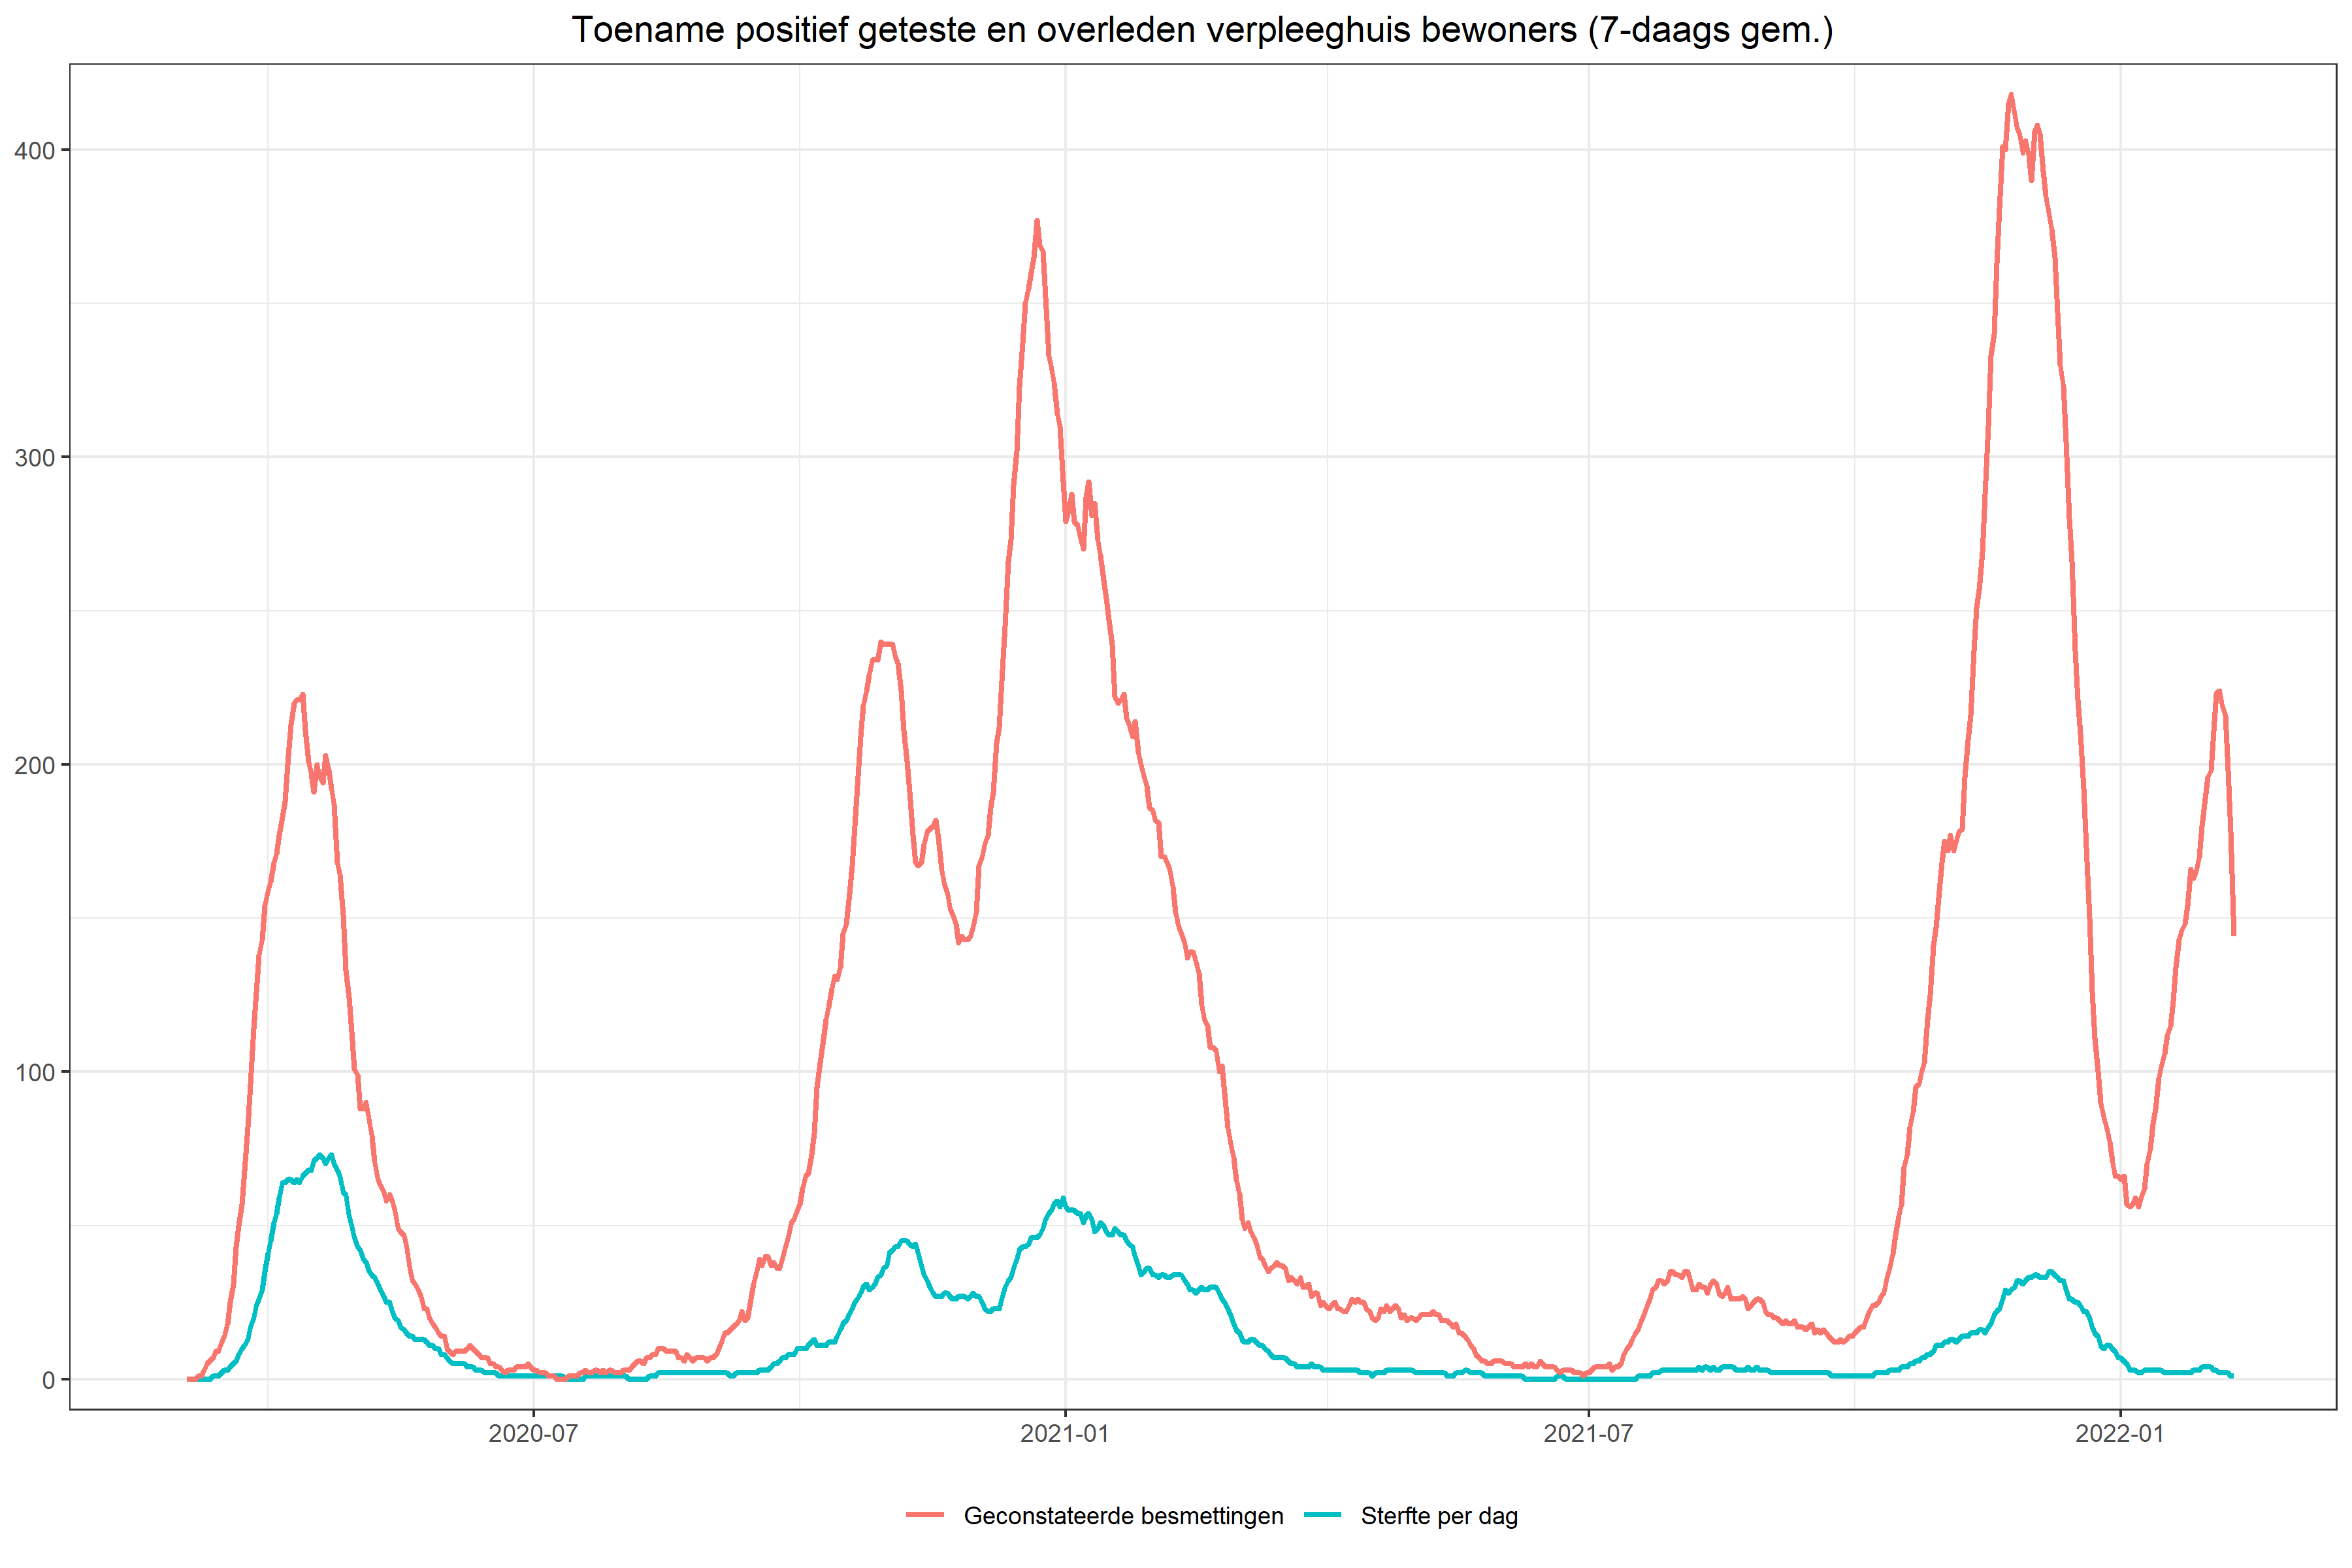 Toename positief geteste en overleden verpleeghuis bewoners (7-daags gem.)
400
300
200
100
0
2020-07 2021-01 2021-07 2022-01
Geconstateerde besmettingen Sterfte per dag